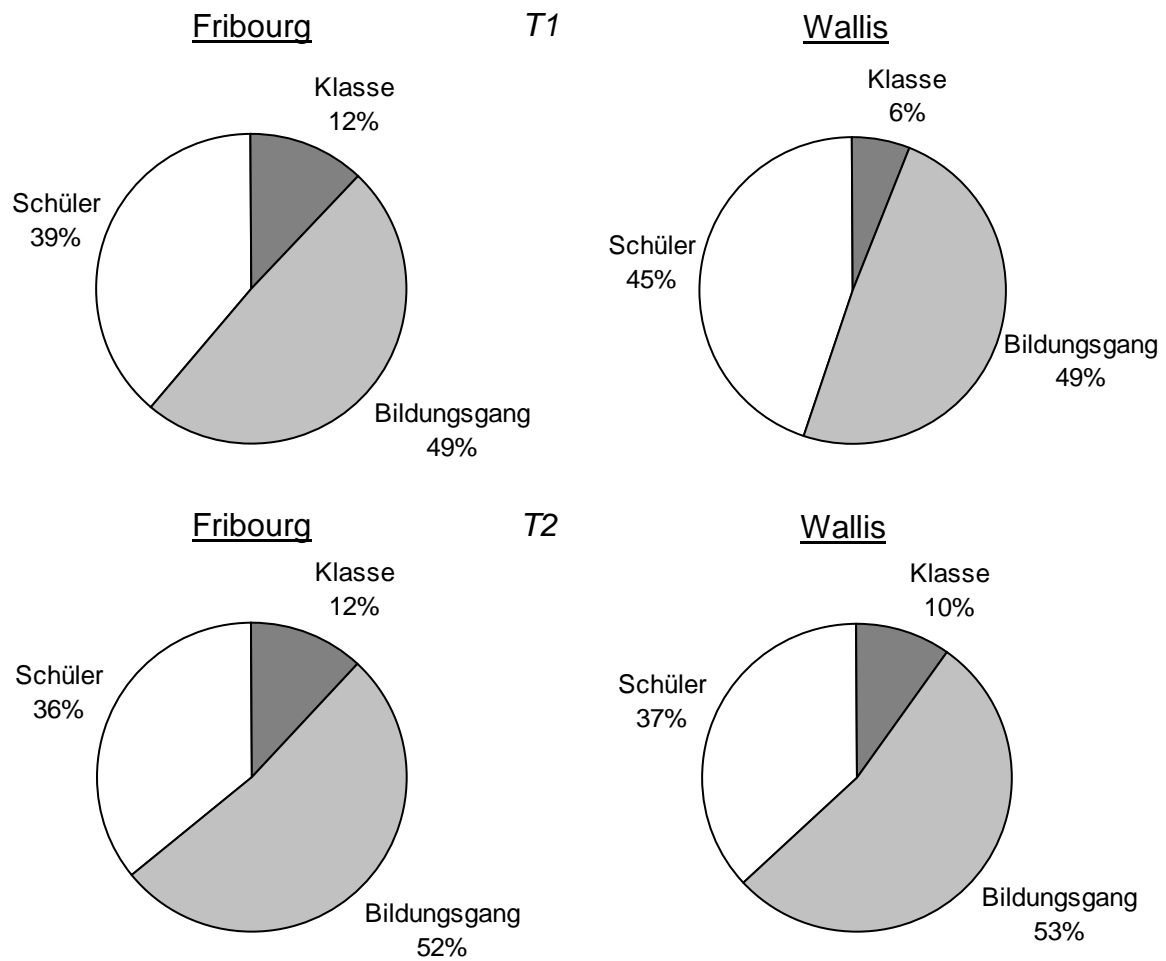 Fribourg
T1
Wallis
Klasse
12%
Schüler
39%
Bildungsgang
49%
Klasse
6%
Schüler
45%
Bildungsgang
49%
Fribourg
T2
Wallis
Klasse
12%
Schüler
36%
Bildungsgang
52%
Klasse
10%
Schüler
37%
Bildungsgang
53%